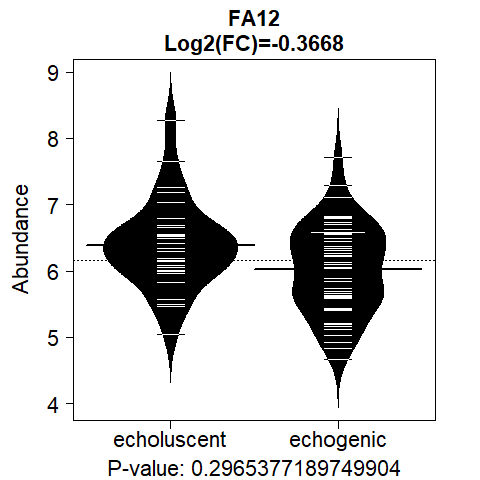 FA12
Log2(FC)=-0.3668
Abundance
9
8
7
6
5
4
echoluscent echogenic
P-value: 0.2965377189749904